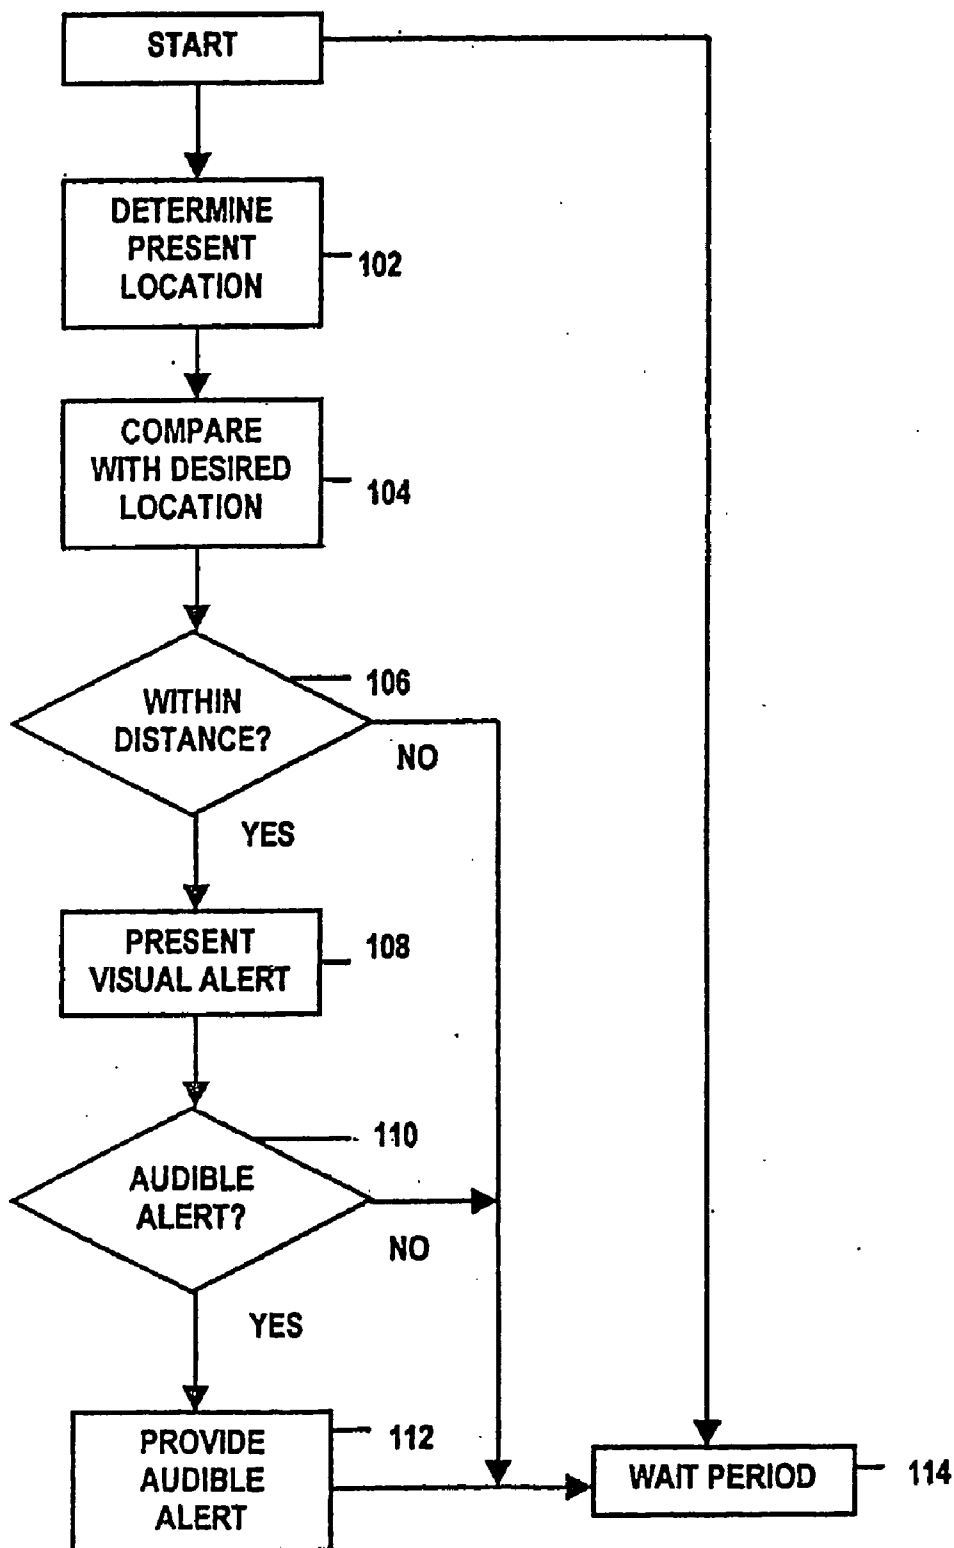 START
DETERMINE
PRESENT
LOCATION
102
COMPARE
WITH DESIRED
LOCATION
104
106
WITHIN
DISTANCE?
NO
YES
PRESENT
VISUAL ALERT
108
110
AUDIBLE
ALERT?
NO
YES
PROVIDE
AUDIBLE
ALERT
112
WAIT PERIOD
114